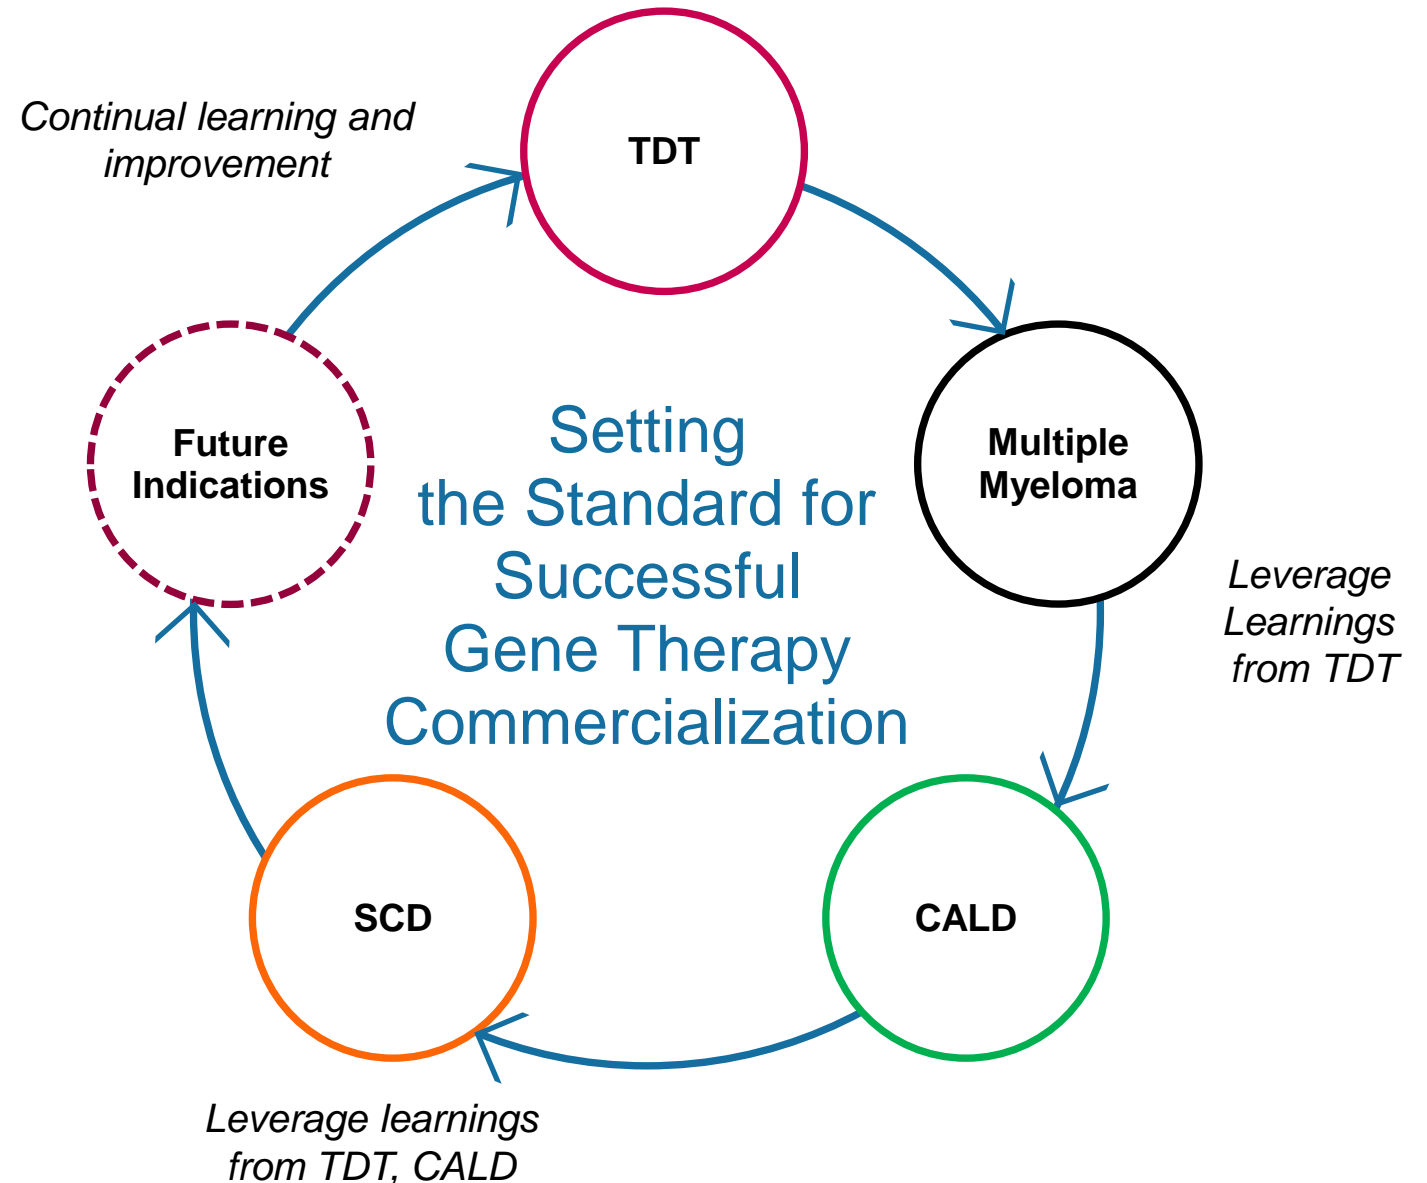 TDT
Continual learning and
improvement
Multiple
Myeloma
Future
Indications
Setting
the Standard for
Successful
Gene Therapy
Commercialization
Leverage
Learnings
from TDT
CALD
SCD
Leverage learnings
from TDT, CALD